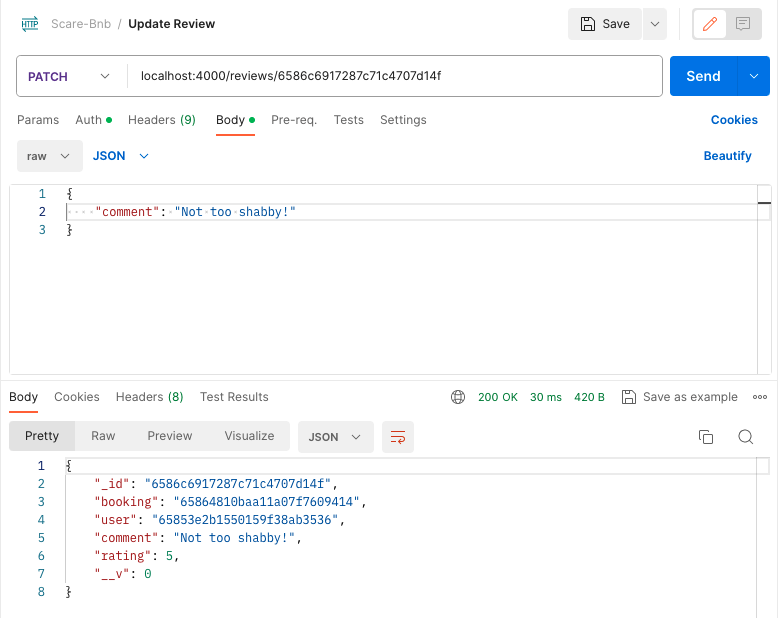 HTTP Scare-Bnb / Update Review Save
PATCH localhost:4000/reviews/6586c6917287c71c4707d14f Send
Params Auth Headers (9) Body Pre-req. Tests Settings Cookies
raw JSON Beautify
1 {
2 ····"comment":·"Not·too·shabby!"
3 }
Body Cookies Headers (8) Test Results 200 OK 30 ms 420 B Save as example
Pretty Raw Preview Visualize JSON
1 {
2 "_id": "6586c6917287c71c4707d14f",
3 "booking": "65864810baa11a07f7609414",
4 "user": "65853e2b1550159f38ab3536",
5 "comment": "Not too shabby!",
6 "rating": 5,
7 "__v": 0
8 }